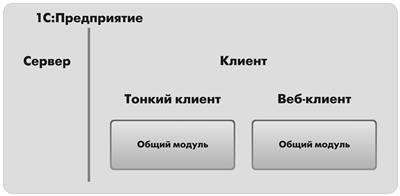 1С:Предприятие
Сервер
Клиент
Тонкий клиент
Веб-клиент
Общий модуль
Общий модуль